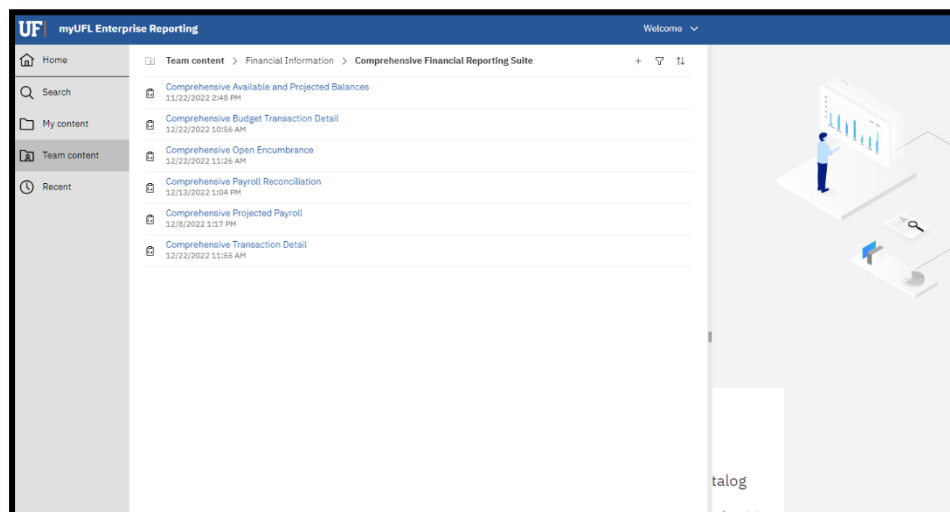 UF myUFL Enterprise Reporting Welcome
Home
Search
My content
Team content
Recent
Team content > Financial Information > Comprehensive Financial Reporting Suite
Comprehensive Available and Projected Balances
11/22/2022 2:48 PM
Comprehensive Budget Transaction Detail
12/22/2022 10:56 AM
Comprehensive Open Encumbrance
12/22/2022 11:26 AM
Comprehensive Payroll Reconciliation
12/13/2022 1:04 PM
Comprehensive Projected Payroll
12/8/2022 1:17 PM
Comprehensive Transaction Detail
12/22/2022 11:55 AM
talog